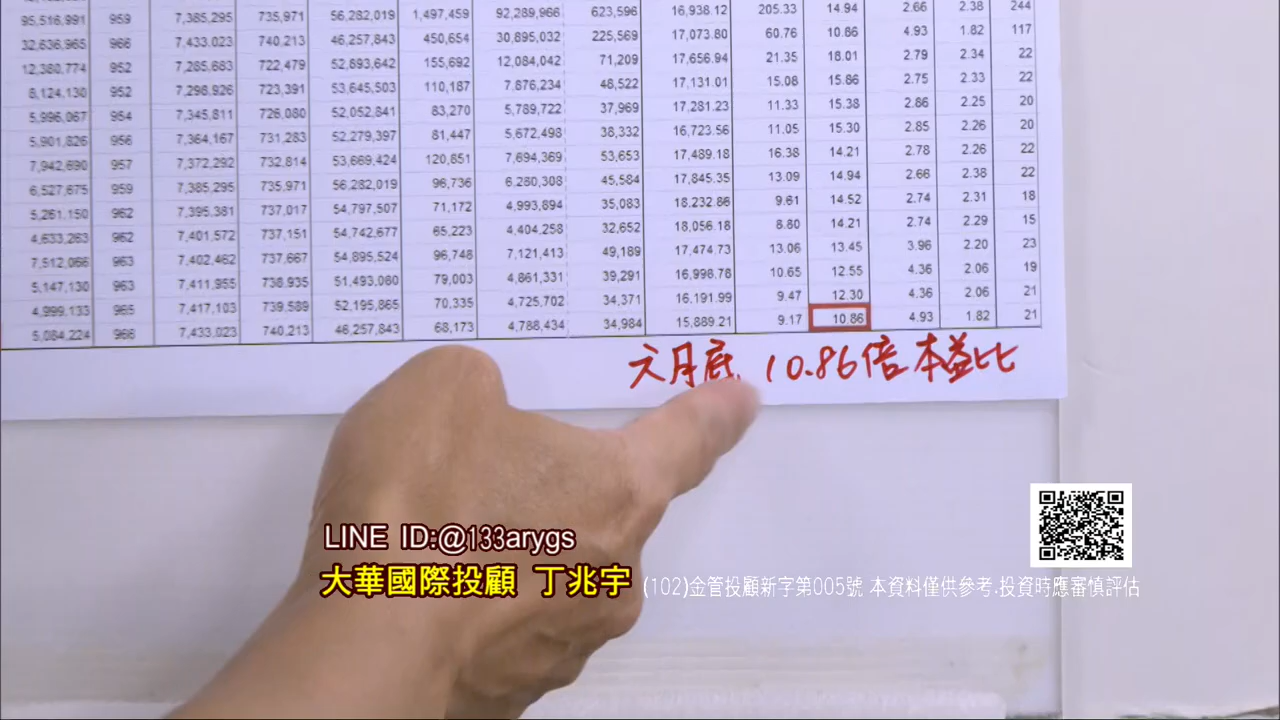 95,516,991 959 7,385,295 735,971 56,282,019 1,497,459 92,289,966 623,596 16,938.12 205.33 14.94 2.66 2.38 244
32,636,965 966 7,433,023 740,213 46,257,843 450,654 30,895,032 225,569 17,073.80 60.76 10.86 4.93 1.82 117
12,380,774 952 7,285,683 722,479 52,693,642 155,692 12,084,042 71,209 17,656.94 21.35 18.01 2.79 2.34 22
8,124,130 952 7,298,926 723,391 53,645,503 110,187 7,876,234 48,522 17,131.01 15.08 15.86 2.75 2.33 22
5,996,067 954 7,345,811 726,080 52,052,841 83,270 5,789,722 37,969 17,281.23 11.33 15.38 2.86 2.25 20
5,901,826 956 7,364,167 731,283 52,279,397 81,447 5,672,498 38,332 16,723.56 11.05 15.30 2.85 2.26 20
7,942,690 957 7,372,292 732,814 53,669,424 120,851 7,694,369 53,653 17,489.18 16.38 14.21 2.78 2.26 22
6,527,675 959 7,385,295 735,971 56,282,019 96,736 6,280,308 45,584 17,845.35 13.09 14.94 2.66 2.38 22
5,261,150 962 7,395,381 737,017 54,797,507 71,172 4,993,894 35,083 18,232.86 9.61 14.52 2.74 2.31 18
4,633,263 962 7,401,572 737,151 54,742,677 65,223 4,404,258 32,652 18,056.18 8.80 14.21 2.74 2.29 15
7,512,066 963 7,402,462 737,667 54,895,524 96,748 7,121,413 49,189 17,474.73 13.06 13.45 3.96 2.20 23
5,147,130 963 7,411,955 738,935 51,493,080 79,003 4,861,331 39,291 16,998.78 10.65 12.55 4.36 2.06 19
4,999,133 965 7,417,103 739,589 52,195,865 70,335 4,725,702 34,371 16,191.99 9.47 12.30 4.36 2.06 21
5,084,224 966 7,433,023 740,213 46,257,843 68,173 4,788,434 34,984 15,889.21 9.17 10.86 4.93 1.82 21
六月底 10.86倍本益比
LINE ID:@133arygs
大華國際投顧 丁兆宇 (102)金管投顧新字第005號 本資料僅供參考.投資時應審慎評估